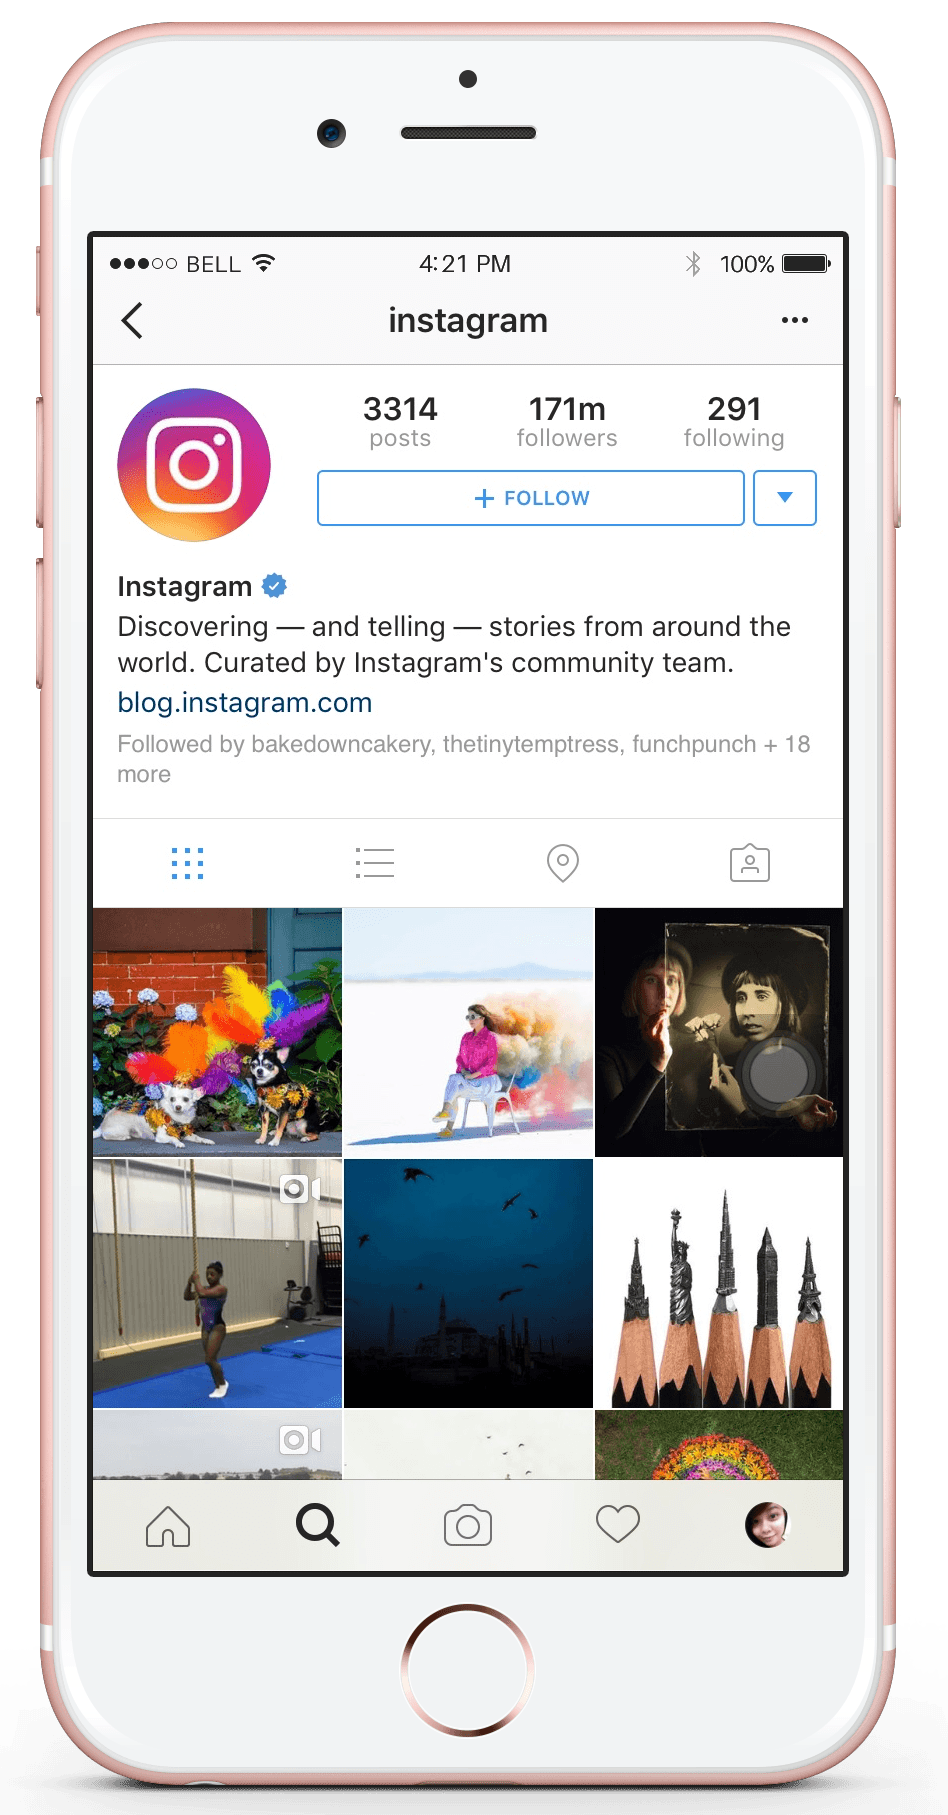 BELL 4:21 PM 100%
instagram
3314 171m 291
posts followers following
+ FOLLOW
Instagram
Discovering — and telling — stories from around the
world. Curated by Instagram's community team.
blog.instagram.com
Followed by bakedowncakery, thetinytemptress, funchpunch + 18
more